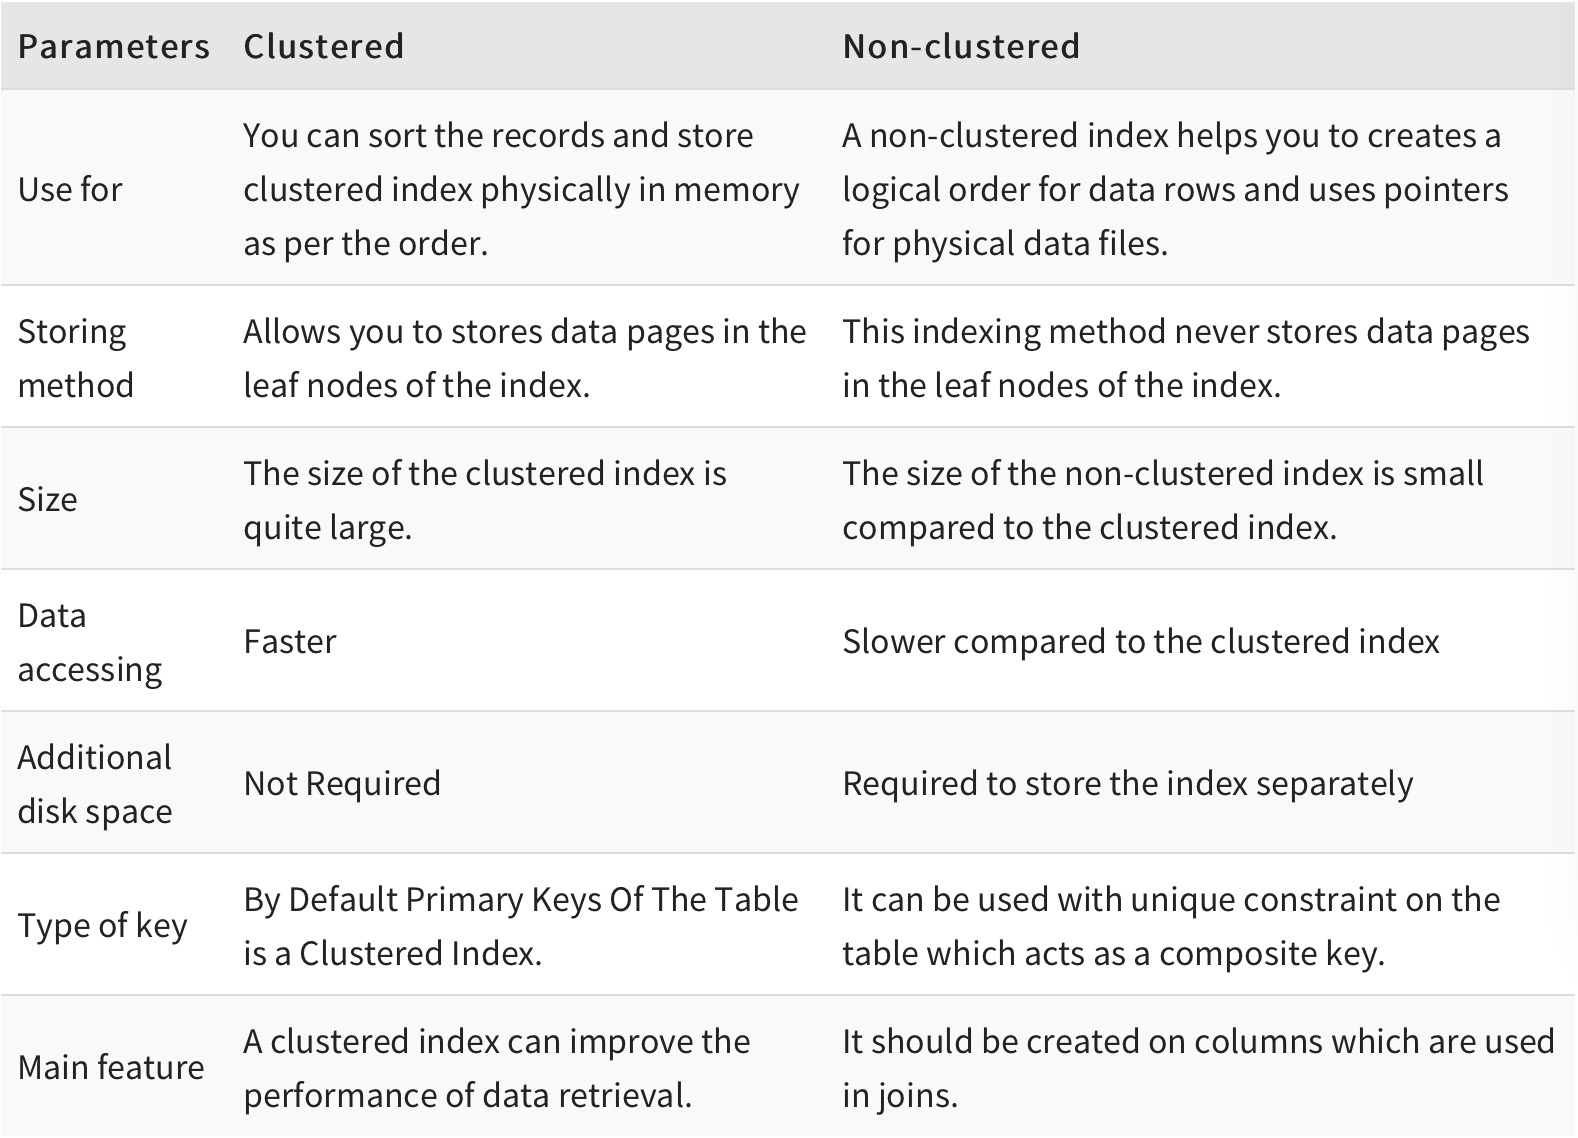 Parameters Clustered Non-clustered
Use for
You can sort the records and store
clustered index physically in memory
as per the order.
A non-clustered index helps you to creates a
logical order for data rows and uses pointers
for physical data files.
Storing
method
Allows you to stores data pages in the
leaf nodes of the index.
This indexing method never stores data pages
in the leaf nodes of the index.
Size
The size of the clustered index is
quite large.
The size of the non-clustered index is small
compared to the clustered index.
Data
accessing
Faster
Slower compared to the clustered index
Additional
disk space
Not Required
Required to store the index separately
Type of key
By Default Primary Keys Of The Table
is a Clustered Index.
It can be used with unique constraint on the
table which acts as a composite key.
Main feature
A clustered index can improve the
performance of data retrieval.
It should be created on columns which are used
in joins.